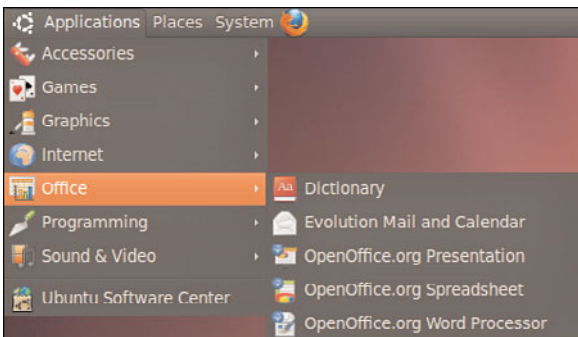 Applications Places System
Accessories
Games
Graphics
Internet
Office
Programming
Sound & Video
Ubuntu Software Center
Aa Dictionary
Evolution Mail and Calendar
OpenOffice.org Presentation
OpenOffice.org Spreadsheet
OpenOffice.org Word Processor